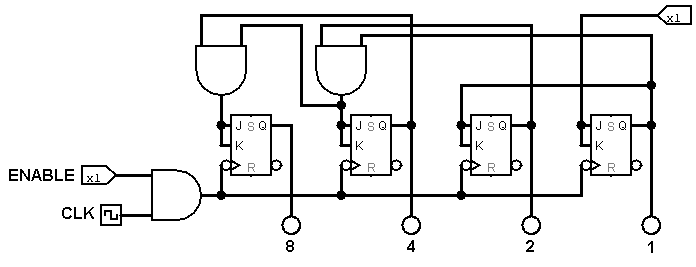 x1
J S Q J S Q J S Q J S Q
K K K K
R R R R
ENABLE x1
CLK
8 4 2 1